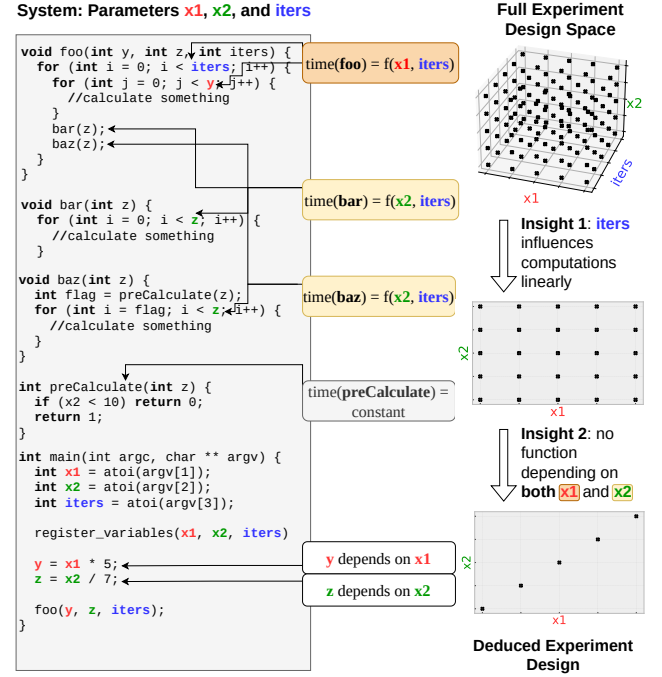 System: Parameters x1, x2, and iters
void foo(int y, int z, int iters) {
for (int i = 0; i < iters; i++) {
for (int j = 0; j < y; j++) {
//calculate something
}
bar(z);
baz(z);
}
}
void bar(int z) {
for (int i = 0; i < z; i++) {
//calculate something
}
}
void baz(int z) {
int flag = preCalculate(z);
for (int i = flag; i < z; i++) {
//calculate something
}
}
int preCalculate(int z) {
if (x2 < 10) return 0;
return 1;
}
int main(int argc, char ** argv) {
int x1 = atoi(argv[1]);
int x2 = atoi(argv[2]);
int iters = atoi(argv[3]);
register_variables(x1, x2, iters)
y = x1 * 5;
z = x2 / 7;
foo(y, z, iters);
}
time(foo) = f(x1, iters)
time(bar) = f(x2, iters)
time(baz) = f(x2, iters)
time(preCalculate) =
constant
y depends on x1
z depends on x2
Full Experiment
Design Space
x2
iters
x1
Insight 1: iters
influences
computations
linearly
x2
x1
Insight 2: no
function
depending on
both x1 and x2
x2
x1
Deduced Experiment
Design